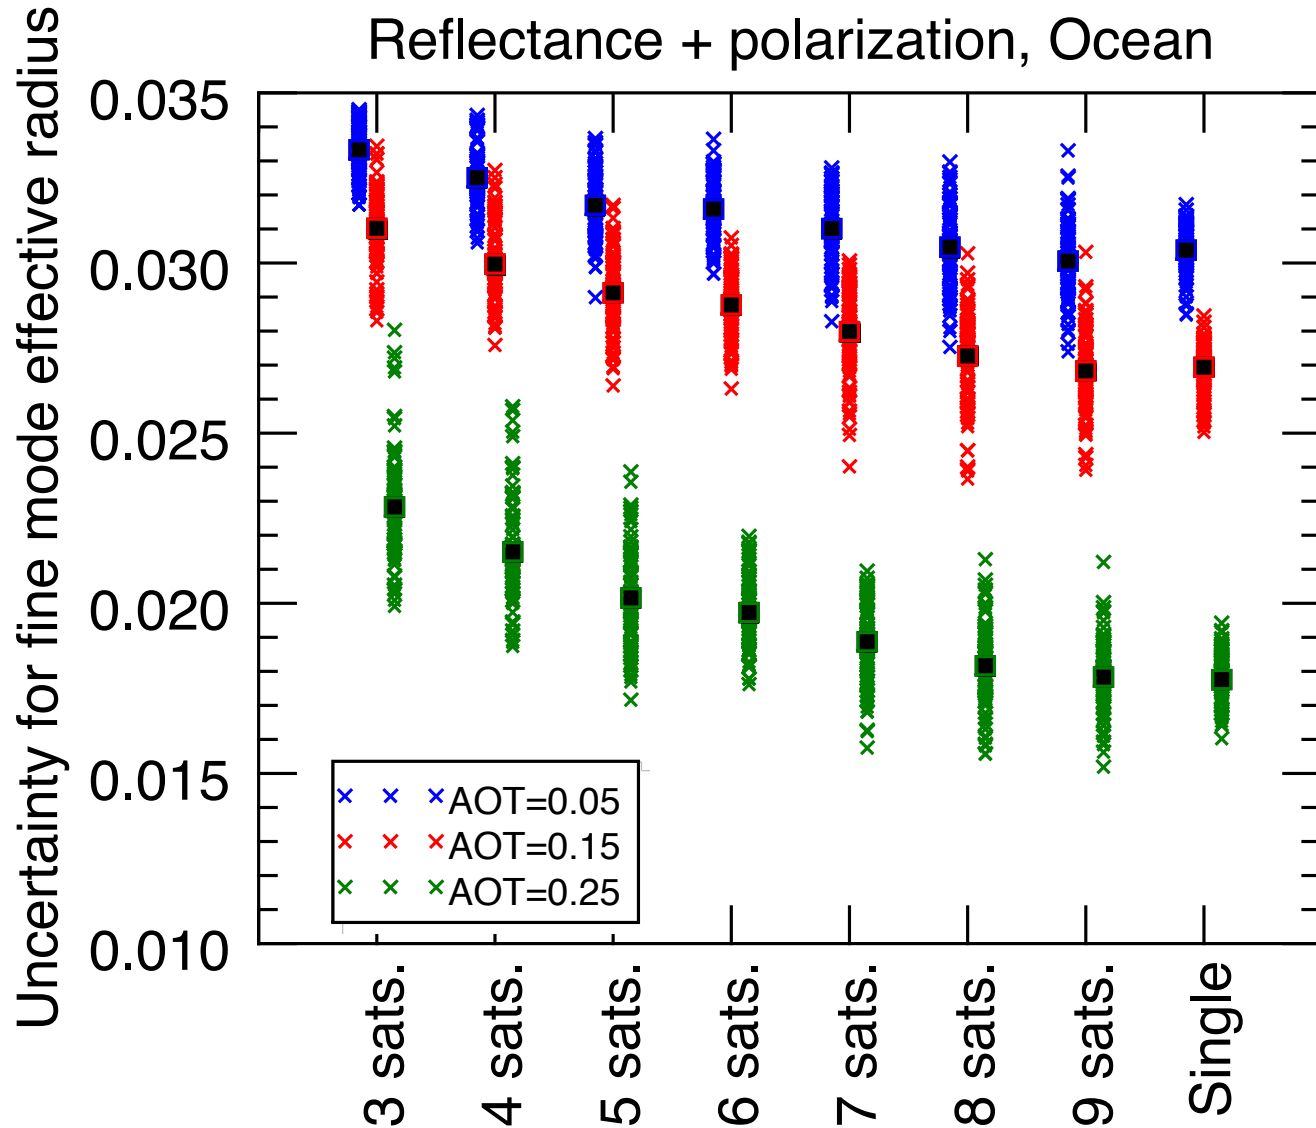 Reflectance + polarization, Ocean
Uncertainty for fine mode effective radius
0.035
0.030
0.025
0.020
0.015
0.010
AOT=0.05
AOT=0.15
AOT=0.25
3 sats.
4 sats.
5 sats.
6 sats.
7 sats.
8 sats.
9 sats.
Single